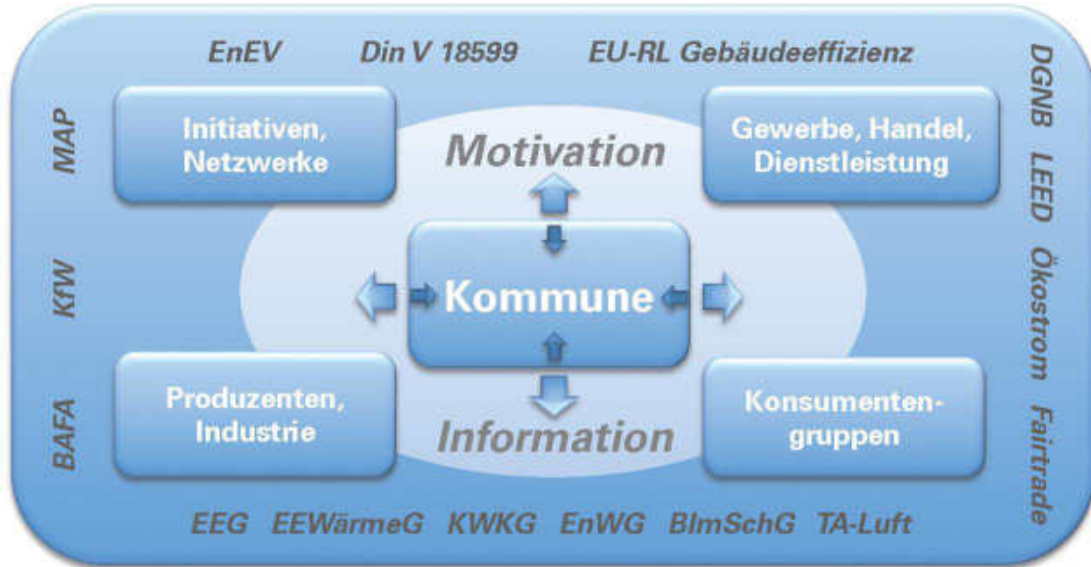 EnEV Din V 18599 EU-RL Gebäudeeffizienz
MAP
KfW
BAFA
Initiativen,
Netzwerke
Motivation
Gewerbe, Handel,
Dienstleistung
Kommune
Produzenten,
Industrie
Information
Konsumenten-
gruppen
DGNB LEED Ökostrom Fairtrade
EEG EEWärmeG KWKG EnWG BImSchG TA-Luft